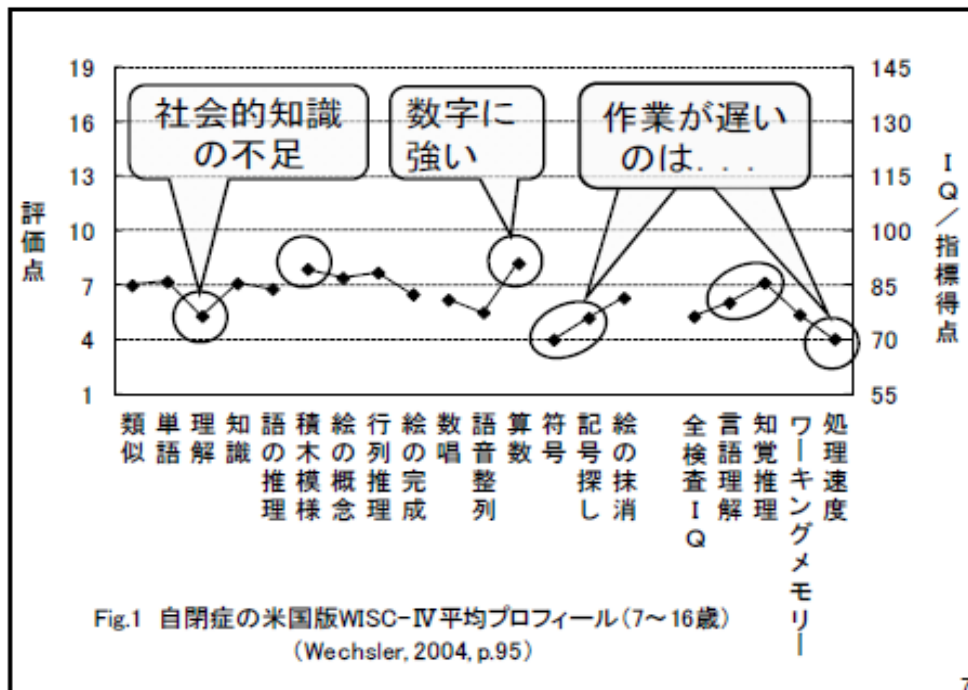 19
16
13
10
7
4
1
評価点
145
130
115
100
85
70
55
IQ/指標得点
社会的知識
の不足
数字に
強い
作業が遅い
のは. . .
類似
単語
理解
知識
語の推理
積木模様
絵の概念
行列推理
絵の完成
数唱
語音整列
算数
符号
記号探し
絵の抹消
全検査IQ
言語理解
知覚推理
ワーキングメモリー
処理速度
Fig.1 自閉症の米国版WISC-Ⅳ平均プロフィール(7~16歳)
(Wechsler, 2004, p.95)
7